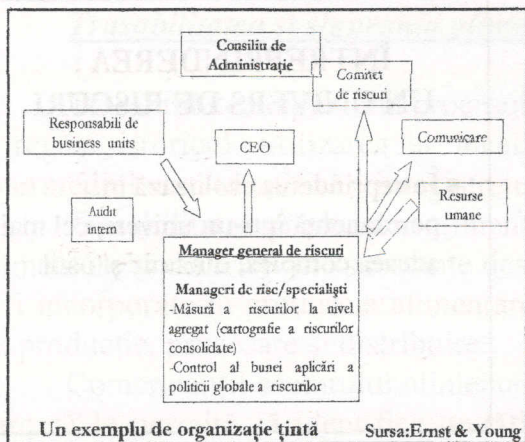 Consiliu de
Administrație
Comitet
de riscuri
Responsabili de
business units
CEO
Comunicare
Audit
intern
Resurse
umane
Manager general de riscuri
Manageri de risc/specialiști
-Măsură a riscurilor la nivel
agregat (cartografie a riscurilor
consolidate)
-Control al bunei aplicări a
politicii globale a riscurilor
Un exemplu de organizație țintă
Sursa:Ernst & Young